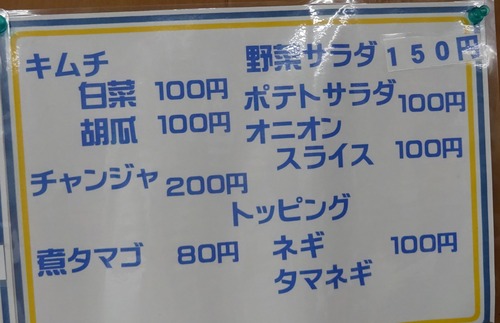 キムチ
白菜 100円
胡瓜 100円
チャンジャ 200円
野菜サラダ 150円
ポテトサラダ 100円
オニオン
スライス 100円
トッピング
煮タマゴ 80円
ネギ 100円
タマネギ